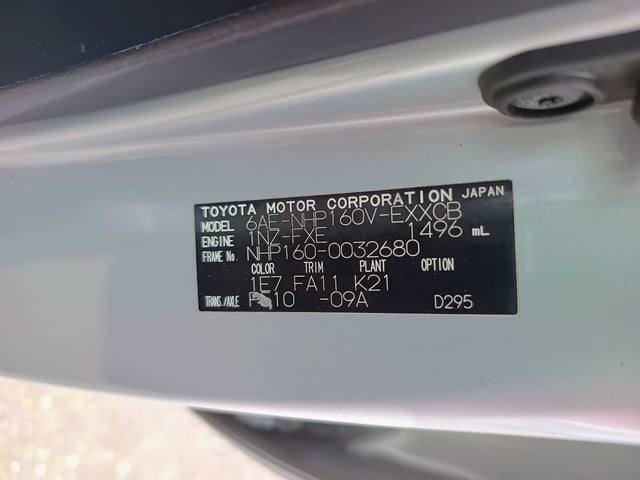 TOYOTA MOTOR CORPORATION JAPAN
MODEL 6AE-NHP160V-EXXCB
ENGINE 1NZ-FXE 1496 mL
FRAME No. NHP160-0032680
COLOR TRIM PLANT OPTION
1E7 FA11 K21
TRANS./AXLE 10 -09A D295